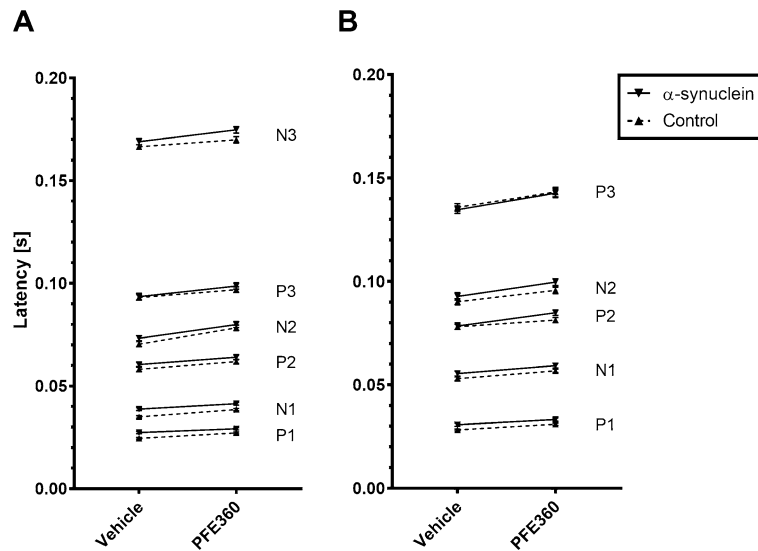 A
Latency [s]
0.20
0.15
0.10
0.05
0.00
N3
P3
N2
P2
N1
P1
Vehicle
PFE360
B
0.20
0.15
0.10
0.05
0.00
P3
N2
P2
N1
P1
Vehicle
PFE360
α-synuclein
Control